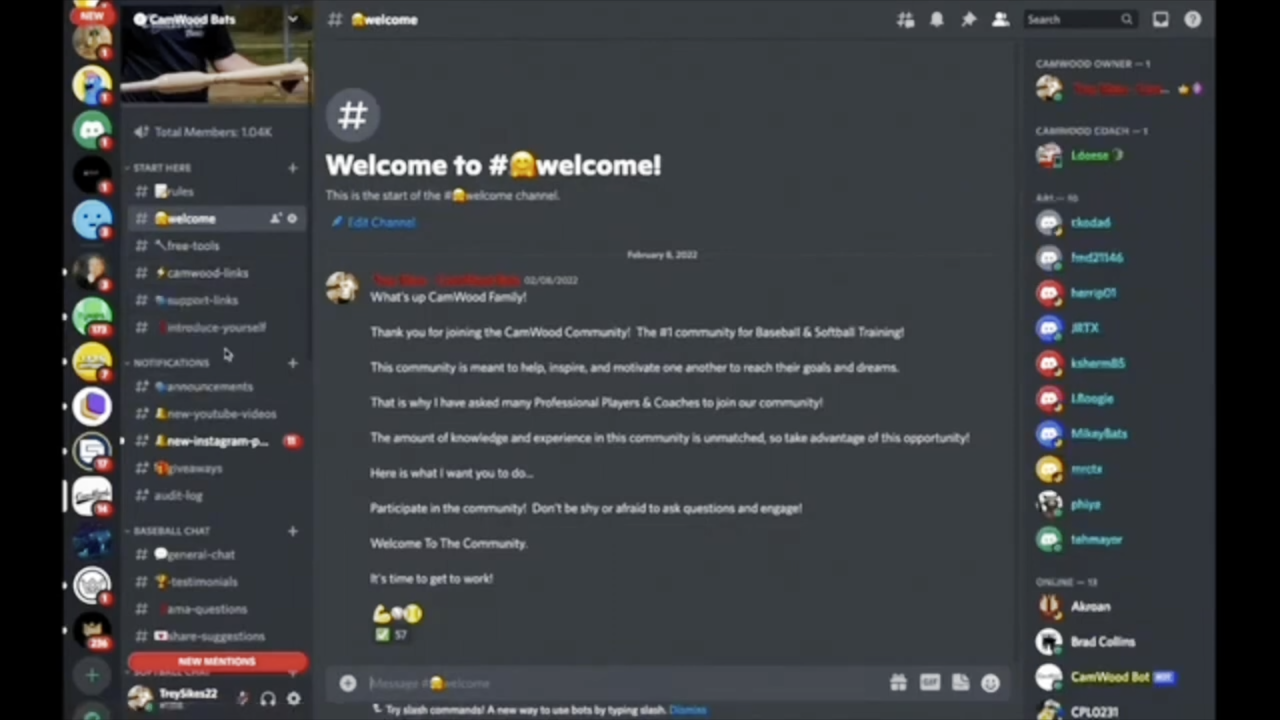 NEW
CamWood Bats
welcome
Search
Total Members: 1.04K
START HERE
rules
welcome
free-tools
camwood-links
support-links
introduce-yourself
NOTIFICATIONS
announcements
new-youtube-videos
new-instagram-p...
giveaways
audit-log
BASEBALL CHAT
general-chat
-testimonials
ama-questions
share-suggestions
NEW MENTIONS
TreySikes22
Welcome to # welcome!
This is the start of the # welcome channel.
Edit Channel
February 8, 2022
02/08/2022
What's up CamWood Family!
Thank you for joining the CamWood Community! The #1 community for Baseball & Softball Training!
This community is meant to help, inspire, and motivate one another to reach their goals and dreams.
That is why I have asked many Professional Players & Coaches to join our community!
The amount of knowledge and experience in this community is unmatched, so take advantage of this opportunity!
Here is what I want you to do...
Participate in the community! Don't be shy or afraid to ask questions and engage!
Welcome To The Community.
It's time to get to work!
57
Message # welcome
GIF
Try slash commands! A new way to use bots by typing slash. Dismiss
CAMWOOD OWNER — 1
CAMWOOD COACH — 1
Ldoese
rkodad
fmd21146
herrip01
JRTX
ksherm85
MikeyBats
mrctx
phiya
tehmayor
ONLINE — 13
Akroan
Brad Collins
CamWood Bot
CPL0231